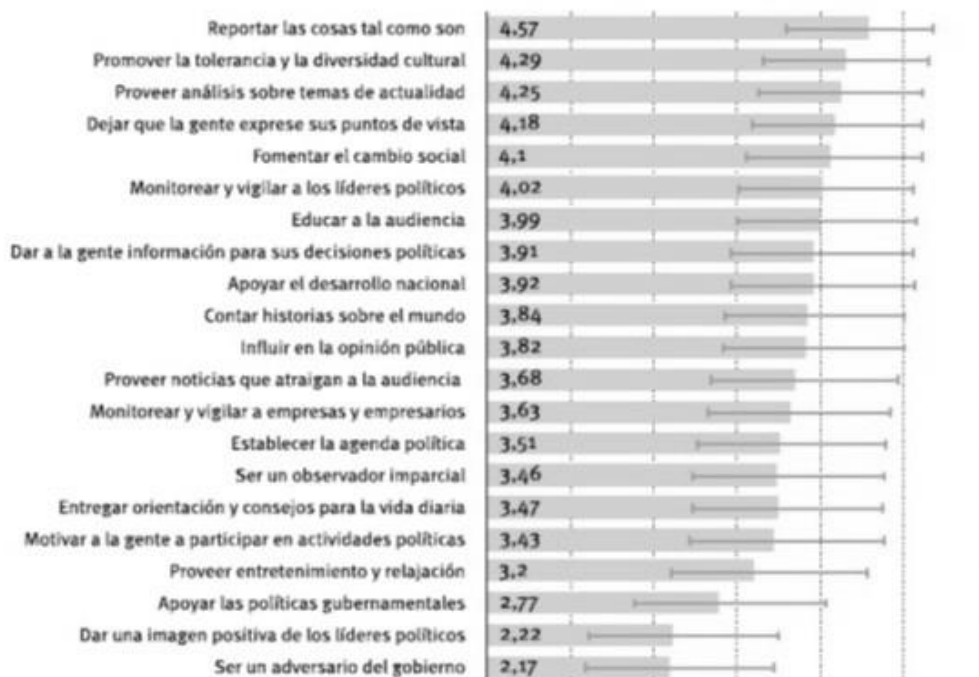 Reportar las cosas tal como son 4,57
Promover la tolerancia y la diversidad cultural 4,29
Proveer análisis sobre temas de actualidad 4,25
Dejar que la gente exprese sus puntos de vista 4,18
Fomentar el cambio social 4,1
Monitorear y vigilar a los líderes políticos 4,02
Educar a la audiencia 3,99
Dar a la gente información para sus decisiones políticas 3,91
Apoyar el desarrollo nacional 3,92
Contar historias sobre el mundo 3,84
Influir en la opinión pública 3,82
Proveer noticias que atraigan a la audiencia 3,68
Monitorear y vigilar a empresas y empresarios 3,63
Establecer la agenda política 3,51
Ser un observador imparcial 3,46
Entregar orientación y consejos para la vida diaria 3,47
Motivar a la gente a participar en actividades políticas 3,43
Proveer entretenimiento y relajación 3,2
Apoyar las políticas gubernamentales 2,77
Dar una imagen positiva de los líderes políticos 2,22
Ser un adversario del gobierno 2,17